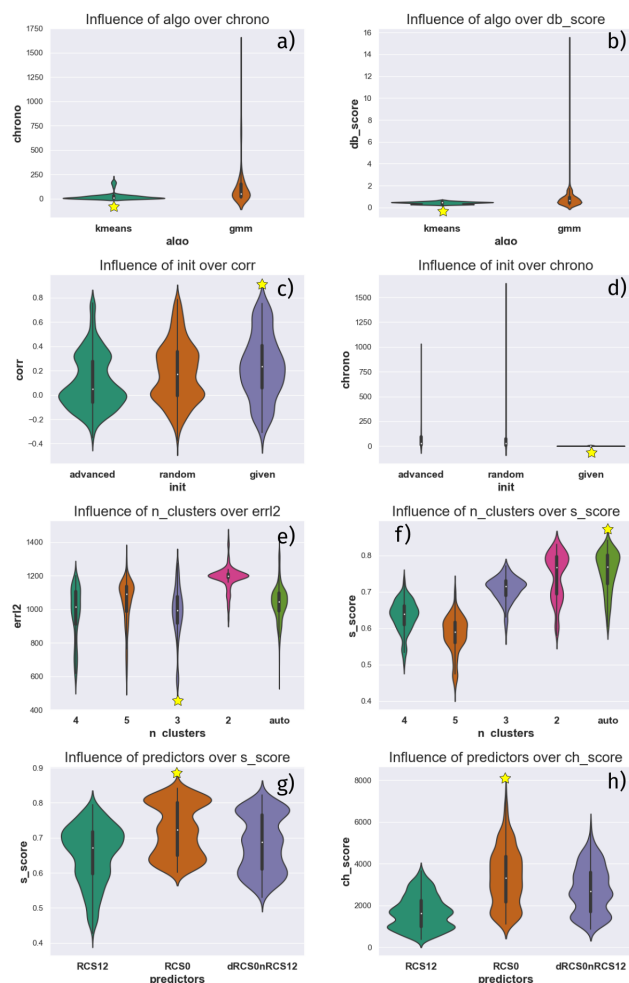 Influence of algo over chrono
a)
1750
1500
1250
1000
750
500
250
0
chrono
kmeans
gmm
algo
Influence of algo over db_score
b)
16
14
12
10
8
6
4
2
0
db_score
kmeans
gmm
algo
Influence of init over corr
c)
0.8
0.6
0.4
0.2
0.0
−0.2
−0.4
corr
advanced
random
given
init
Influence of init over chrono
d)
1500
1250
1000
750
500
250
0
chrono
advanced
random
given
init
Influence of n_clusters over errl2
e)
1400
1200
1000
800
600
400
errl2
4
5
3
2
auto
n_clusters
Influence of n_clusters over s_score
f)
0.8
0.7
0.6
0.5
0.4
s_score
4
5
3
2
auto
n_clusters
Influence of predictors over s_score
g)
0.9
0.8
0.7
0.6
0.5
0.4
s_score
RCS12
RCS0
dRCS0nRCS12
predictors
Influence of predictors over ch_score
h)
8000
6000
4000
2000
0
ch_score
RCS12
RCS0
dRCS0nRCS12
predictors